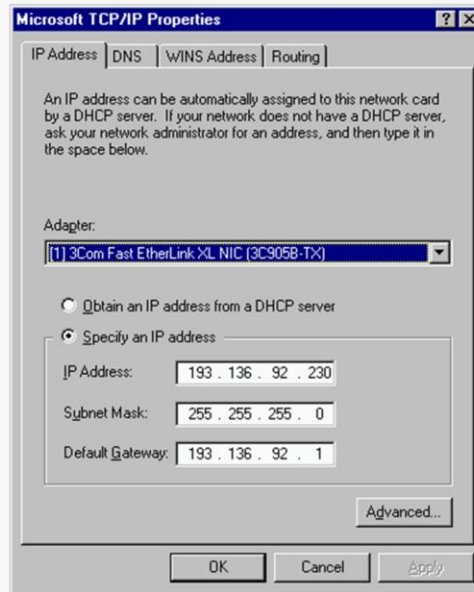 Microsoft TCP/IP Properties
IP Address DNS WINS Address Routing
An IP address can be automatically assigned to this network card
by a DHCP server. If your network does not have a DHCP server,
ask your network administrator for an address, and then type it in
the space below.
Adapter:
[1] 3Com Fast EtherLink XL NIC (3C905B-TX)
Obtain an IP address from a DHCP server
Specify an IP address
IP Address: 193 . 136 . 92 . 230
Subnet Mask: 255 . 255 . 255 . 0
Default Gateway: 193 . 136 . 92 . 1
Advanced...
OK Cancel Apply